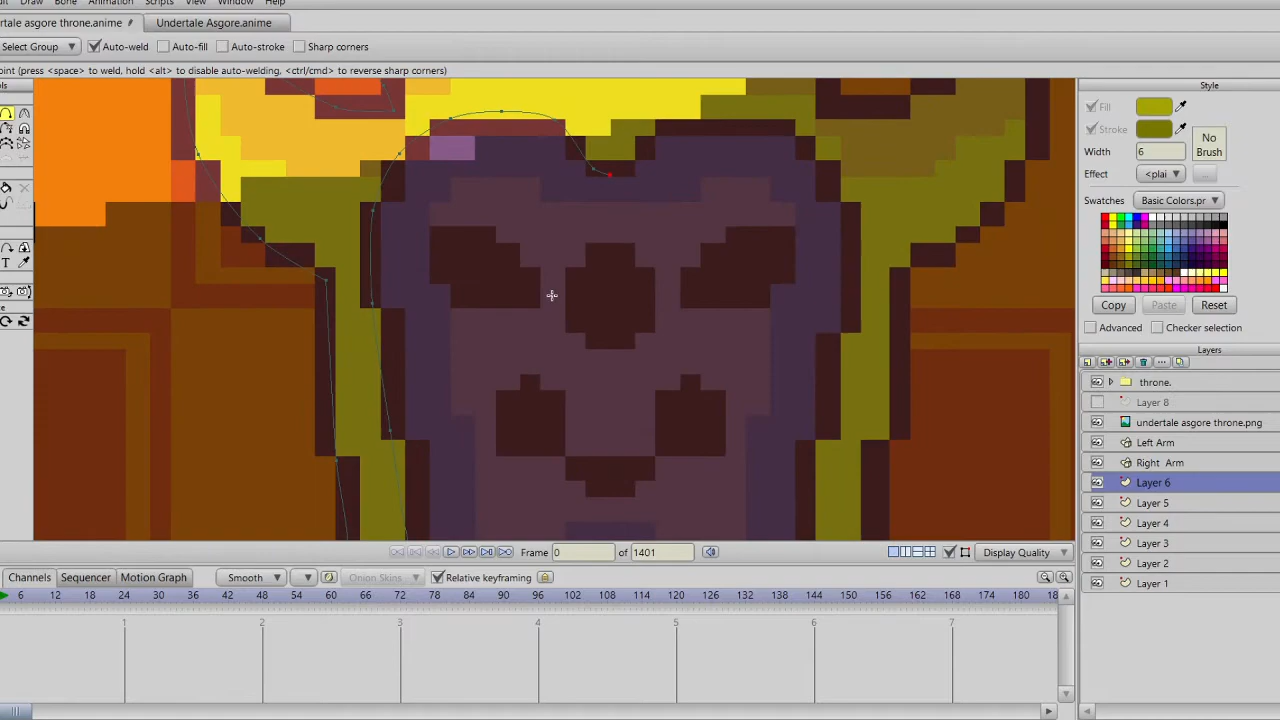 Draw Bone Animation Scripts View Window Help
rtale asgore throne.anime Undertale Asgore.anime
Select Group Auto-weld Auto-fill Auto-stroke Sharp corners
oint (press <space> to weld, hold <alt> to disable auto-welding, <ctrl/cmd> to reverse sharp corners)
ols
Style
Fill
Stroke
No
Brush
Width 6
Effect <plai ...
Swatches Basic Colors.pr
Copy Paste Reset
Advanced Checker selection
Layers
throne.
Layer 8
undertale asgore throne.png
Left Arm
Right Arm
Layer 6
Layer 5
Layer 4
Layer 3
Layer 2
Layer 1
T
Frame 0 of 1401 Display Quality
Channels Sequencer Motion Graph Smooth Onion Skins Relative keyframing
6 12 18 24 30 36 42 48 54 60 66 72 78 84 90 96 102 108 114 120 126 132 138 144 150 156 162 168 174 180 18
1 2 3 4 5 6 7